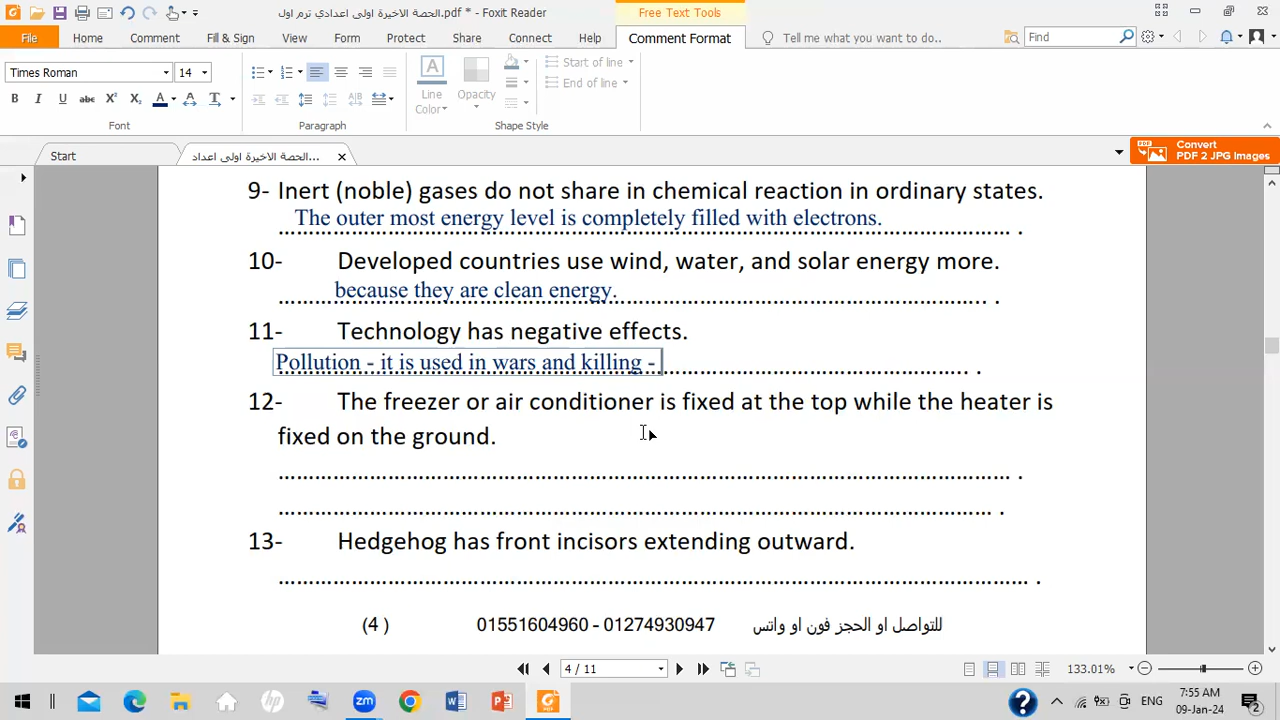 الحصة الاخيرة اولى اعدادي ترم اول.pdf * - Foxit Reader
Free Text Tools
File Home Comment Fill & Sign View Form Protect Share Connect Help Comment Format Tell me what you want to do.. Find
Times Roman 14
Line Color
Opacity
Start of line
End of line
Font Paragraph Shape Style
Start
الحصة الاخيرة اولى اعداد...
Convert
PDF 2 JPG Images
9- Inert (noble) gases do not share in chemical reaction in ordinary states.
The outer most energy level is completely filled with electrons.
10- Developed countries use wind, water, and solar energy more.
because they are clean energy.
11- Technology has negative effects.
Pollution - it is used in wars and killing -
12- The freezer or air conditioner is fixed at the top while the heater is
fixed on the ground.
13- Hedgehog has front incisors extending outward.
(4 ) 01551604960 - 01274930947 للتواصل او الحجز فون او واتس
4 / 11
133.01%
ENG
7:55 AM
09-Jan-24
2